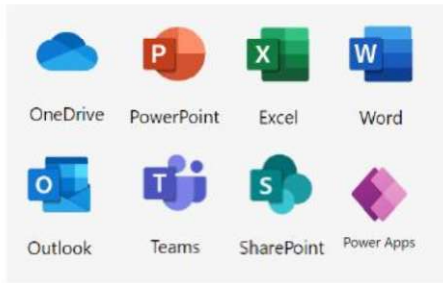 P
X
W
OneDrive PowerPoint Excel Word
O
T
S
Outlook Teams SharePoint Power Apps